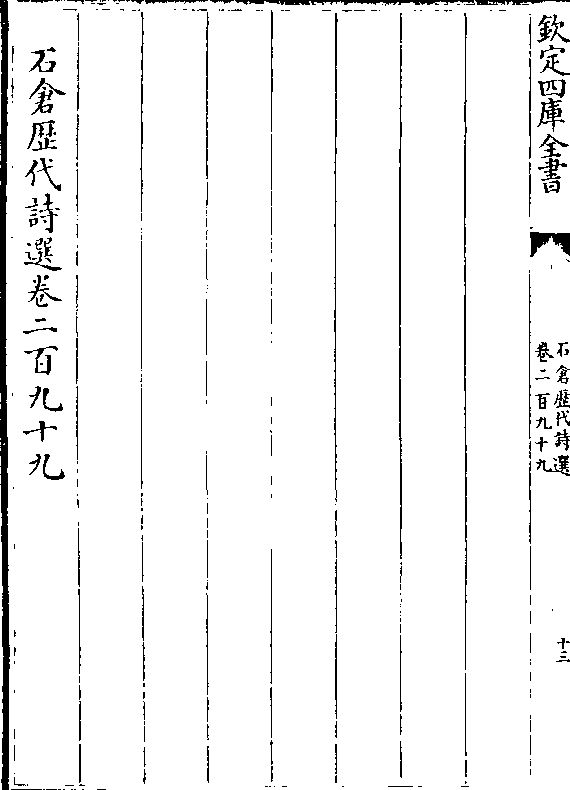 欽定四庫全書
石倉歴代詩選
卷二百九十九
十三
石倉歴代詩選卷二百九十九